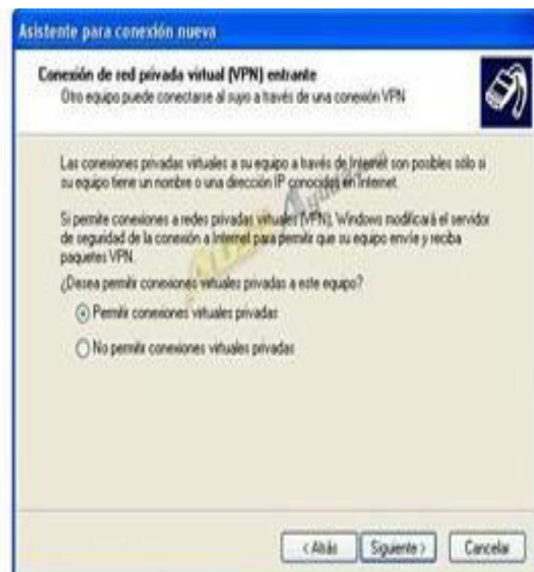 Asistente para conexión nueva
Conexión de red privada virtual (VPN) entrante
Otro equipo puede conectarse al suyo a través de una conexión VPN
Las conexiones privadas virtuales a su equipo a través de Internet son posibles sólo si
su equipo tiene un nombre o una dirección IP conocidas en Internet.
Si permite conexiones a redes privadas virtuales (VPN), Windows modificará el servidor
de seguridad de la conexión a Internet para permitir que su equipo envíe y reciba
paquetes VPN.
¿Desea permitir conexiones virtuales privadas a este equipo?
Permitir conexiones virtuales privadas
No permitir conexiones virtuales privadas
< Atrás
Siguiente >
Cancelar